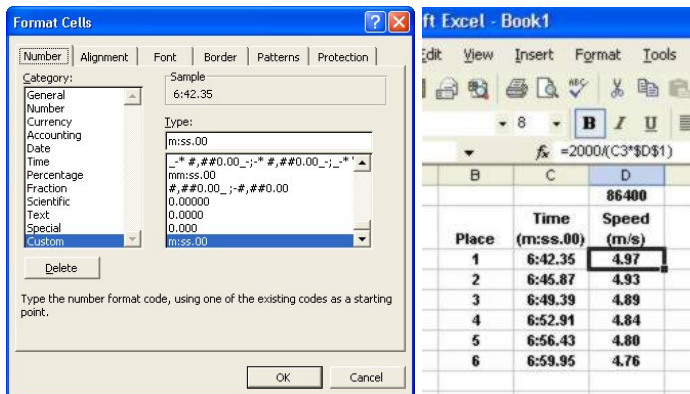 Format Cells
Number Alignment Font Border Patterns Protection
Category:
General
Number
Currency
Accounting
Date
Time
Percentage
Fraction
Scientific
Text
Special
Custom
Sample
6:42.35
Type:
m:ss.00
_-* #,##0.00_-;-* #,##0.00_-;_-*
mm:ss.00
#,##0.00_ ;-#,##0.00
0.00000
0.0000
0.000
m:ss.00
Delete
Type the number format code, using one of the existing codes as a starting
point.
OK Cancel
ft Excel - Book1
Edit View Insert Format Tools
ABC
8 B I U
fx =2000/(C3*$D$1)
B C D
86400
Time Speed
Place (m:ss.00) (m/s)
1 6:42.35 4.97
2 6:45.87 4.93
3 6:49.39 4.89
4 6:52.91 4.84
5 6:56.43 4.80
6 6:59.95 4.76